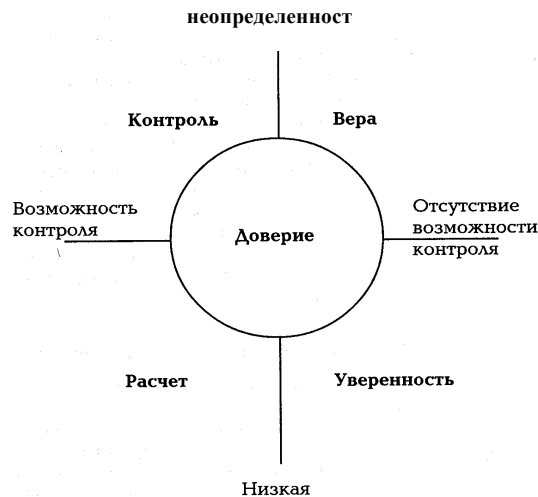 неопределенност
Контроль
Вера
Возможность
контроля
Доверие
Отсутствие
возможности
контроля
Расчет
Уверенность
Низкая